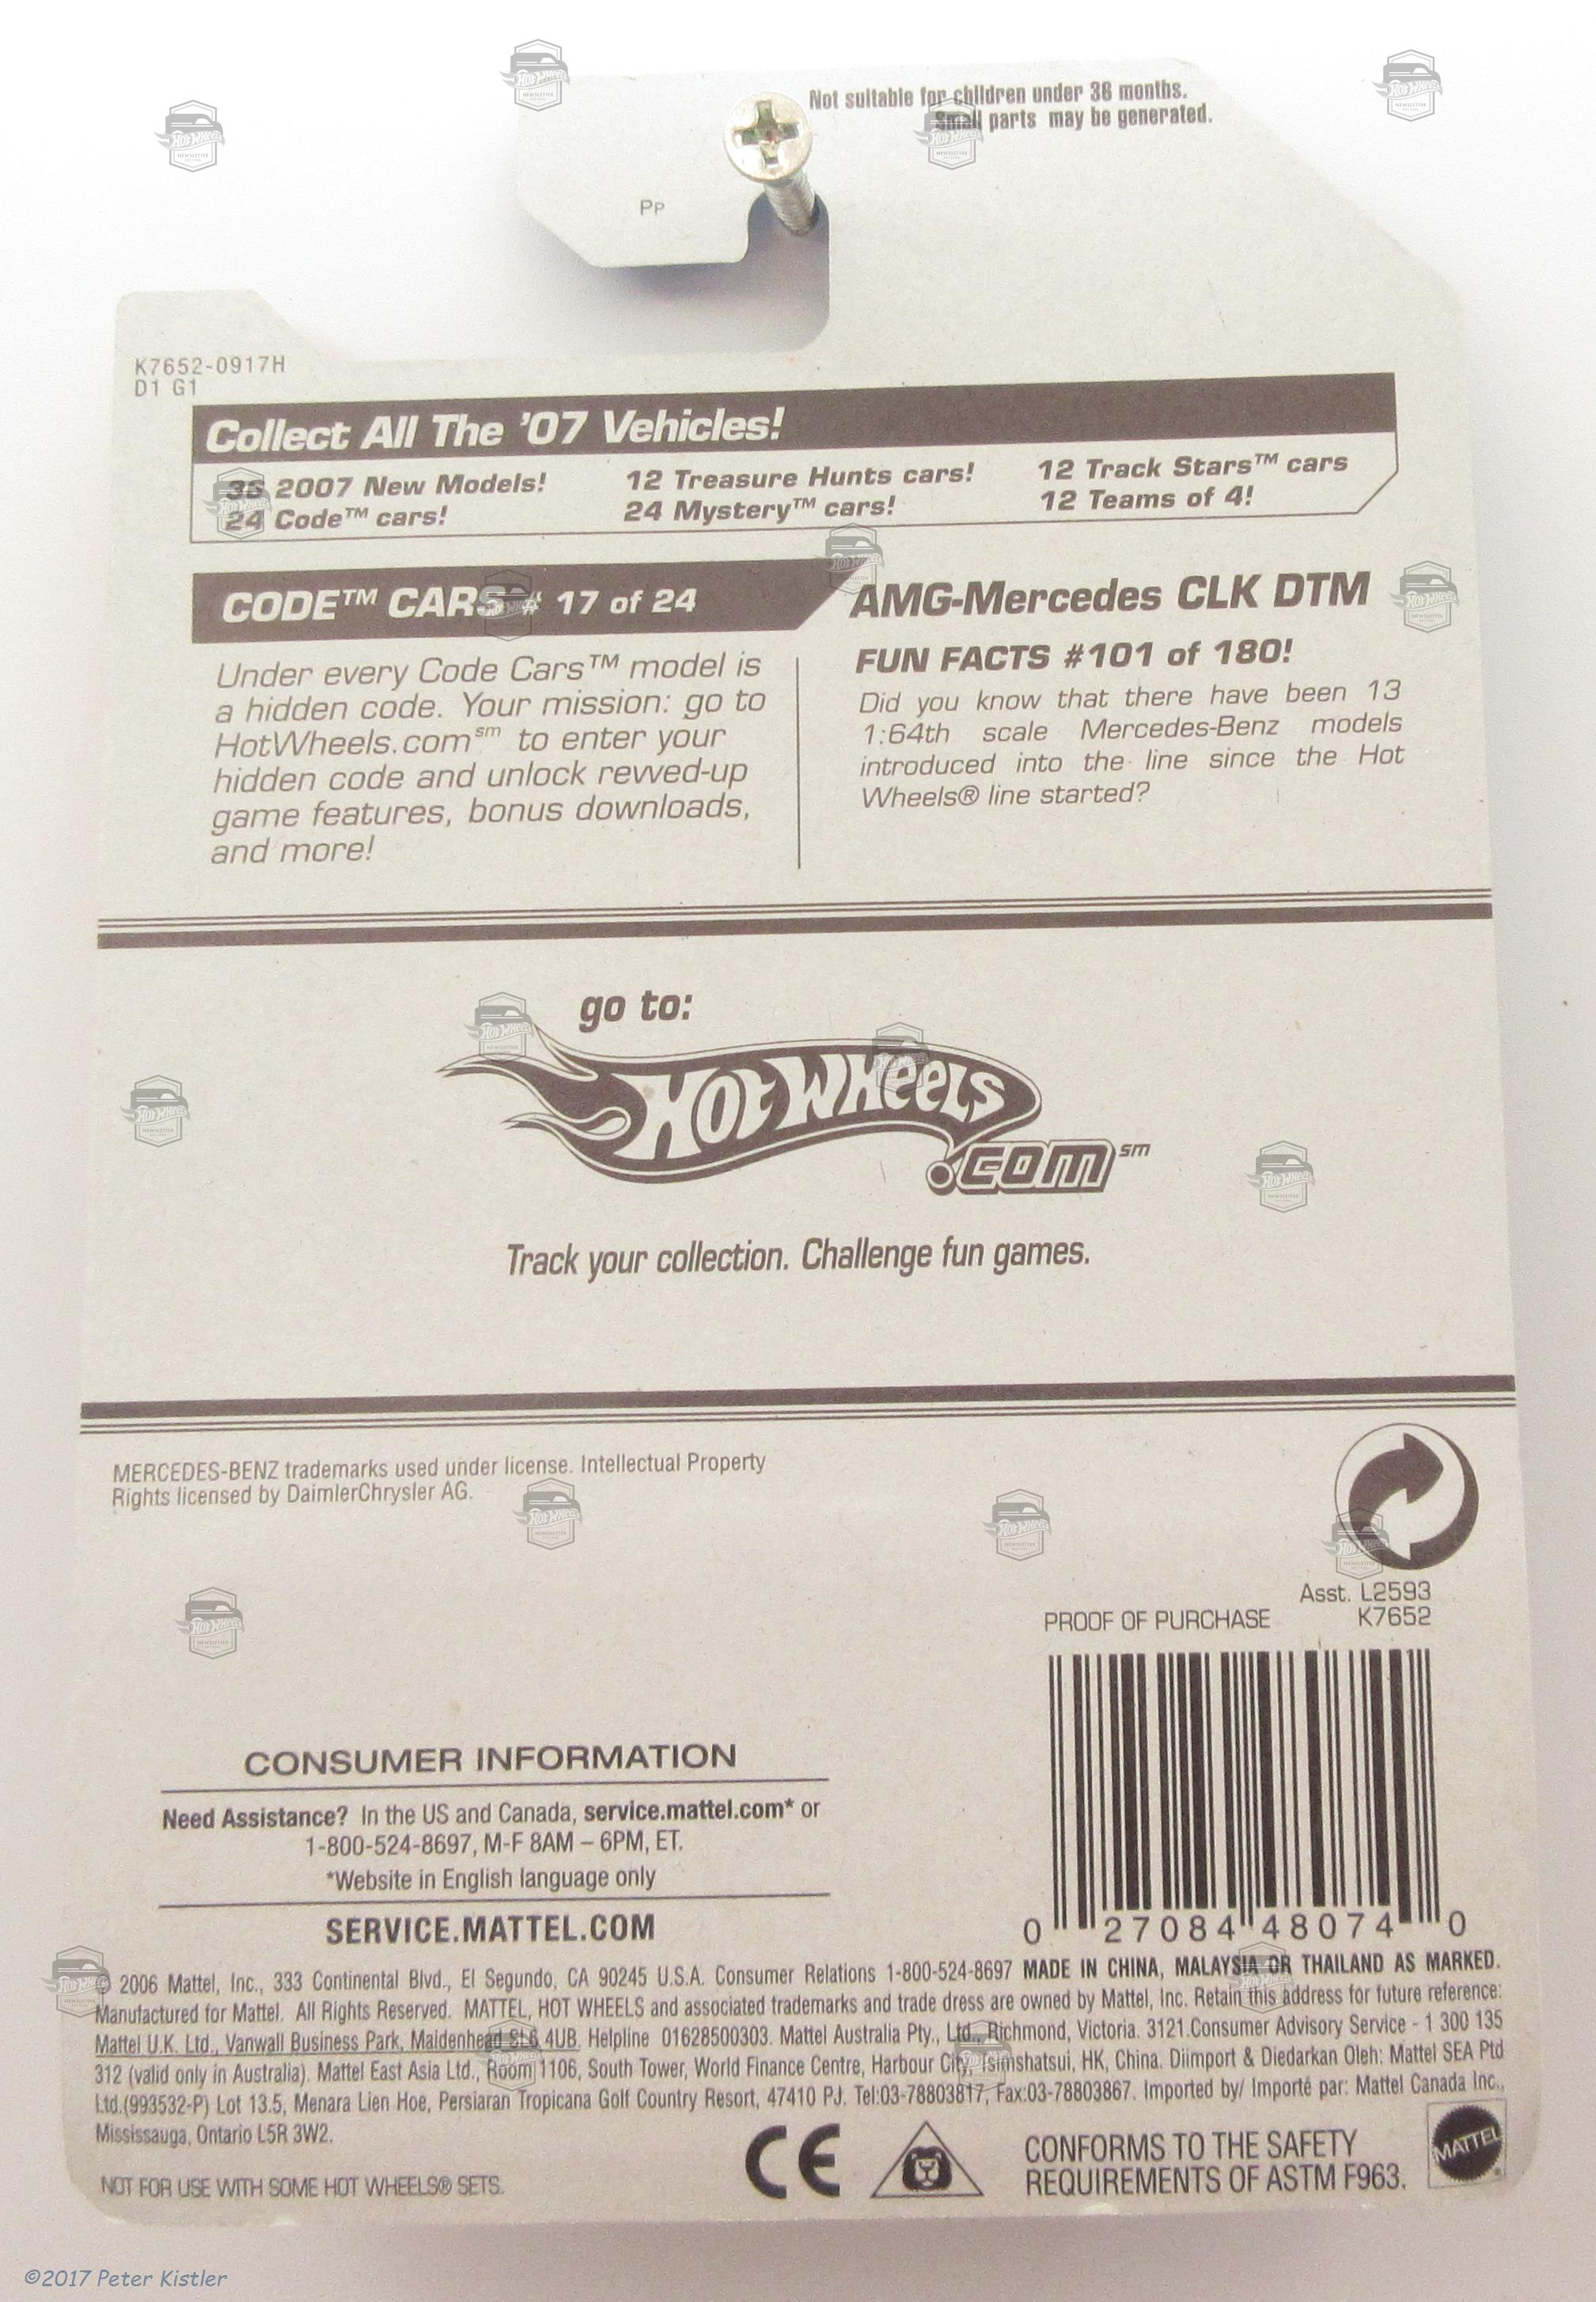 Not suitable for children under 36 months.
Small parts may be generated.
PP
K7652-0917H
D1 G1
Collect All The '07 Vehicles!
36 2007 New Models!
24 Code™ cars!
12 Treasure Hunts cars!
24 Mystery™ cars!
12 Track Stars™ cars
12 Teams of 4!
CODE™ CARS # 17 of 24
Under every Code Cars™ model is
a hidden code. Your mission: go to
HotWheels.com℠ to enter your
hidden code and unlock revved-up
game features, bonus downloads,
and more!
AMG-Mercedes CLK DTM
FUN FACTS #101 of 180!
Did you know that there have been 13
1:64th scale Mercedes-Benz models
introduced into the line since the Hot
Wheels® line started?
go to:
HOT WHEELS
.com℠
Track your collection. Challenge fun games.
MERCEDES-BENZ trademarks used under license. Intellectual Property
Rights licensed by DaimlerChrysler AG.
Asst. L2593
PROOF OF PURCHASE K7652
0 27084 48074 0
CONSUMER INFORMATION
Need Assistance? In the US and Canada, service.mattel.com* or
1-800-524-8697, M-F 8AM – 6PM, ET.
*Website in English language only
SERVICE.MATTEL.COM
© 2006 Mattel, Inc., 333 Continental Blvd., El Segundo, CA 90245 U.S.A. Consumer Relations 1-800-524-8697 MADE IN CHINA, MALAYSIA OR THAILAND AS MARKED.
Manufactured for Mattel. All Rights Reserved. MATTEL, HOT WHEELS and associated trademarks and trade dress are owned by Mattel, Inc. Retain this address for future reference:
Mattel U.K. Ltd., Vanwall Business Park, Maidenhead SL6 4UB. Helpline 01628500303. Mattel Australia Pty., Ltd., Richmond, Victoria. 3121.Consumer Advisory Service - 1 300 135
312 (valid only in Australia). Mattel East Asia Ltd., Room 1106, South Tower, World Finance Centre, Harbour City, Tsimshatsui, HK, China. Diimport & Diedarkan Oleh: Mattel SEA Ptd
Ltd.(993532-P) Lot 13.5, Menara Lien Hoe, Persiaran Tropicana Golf Country Resort, 47410 PJ. Tel:03-78803817, Fax:03-78803867. Imported by/ Importé par: Mattel Canada Inc.,
Mississauga, Ontario L5R 3W2.
NOT FOR USE WITH SOME HOT WHEELS® SETS.
CE
CONFORMS TO THE SAFETY
REQUIREMENTS OF ASTM F963.
MATTEL
©2017 Peter Kistler